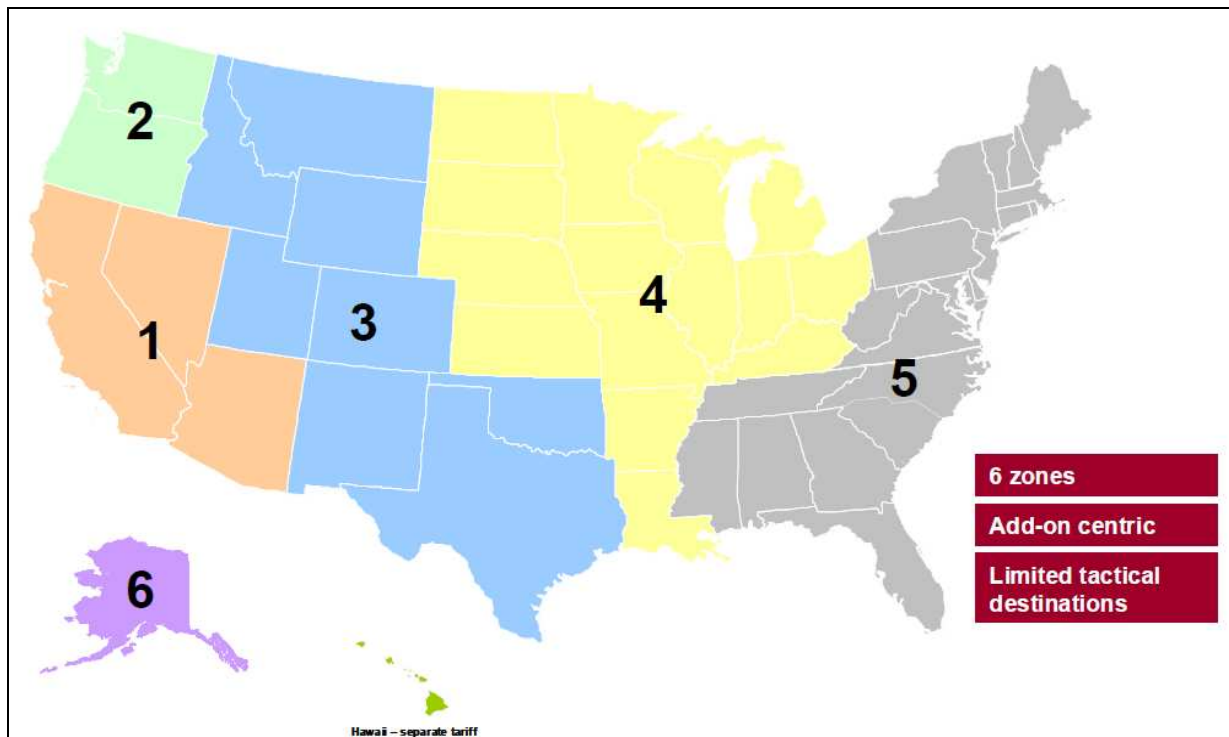 2
1
3
4
5
6
6 zones
Add-on centric
Limited tactical
destinations
Hawaii – separate tariff